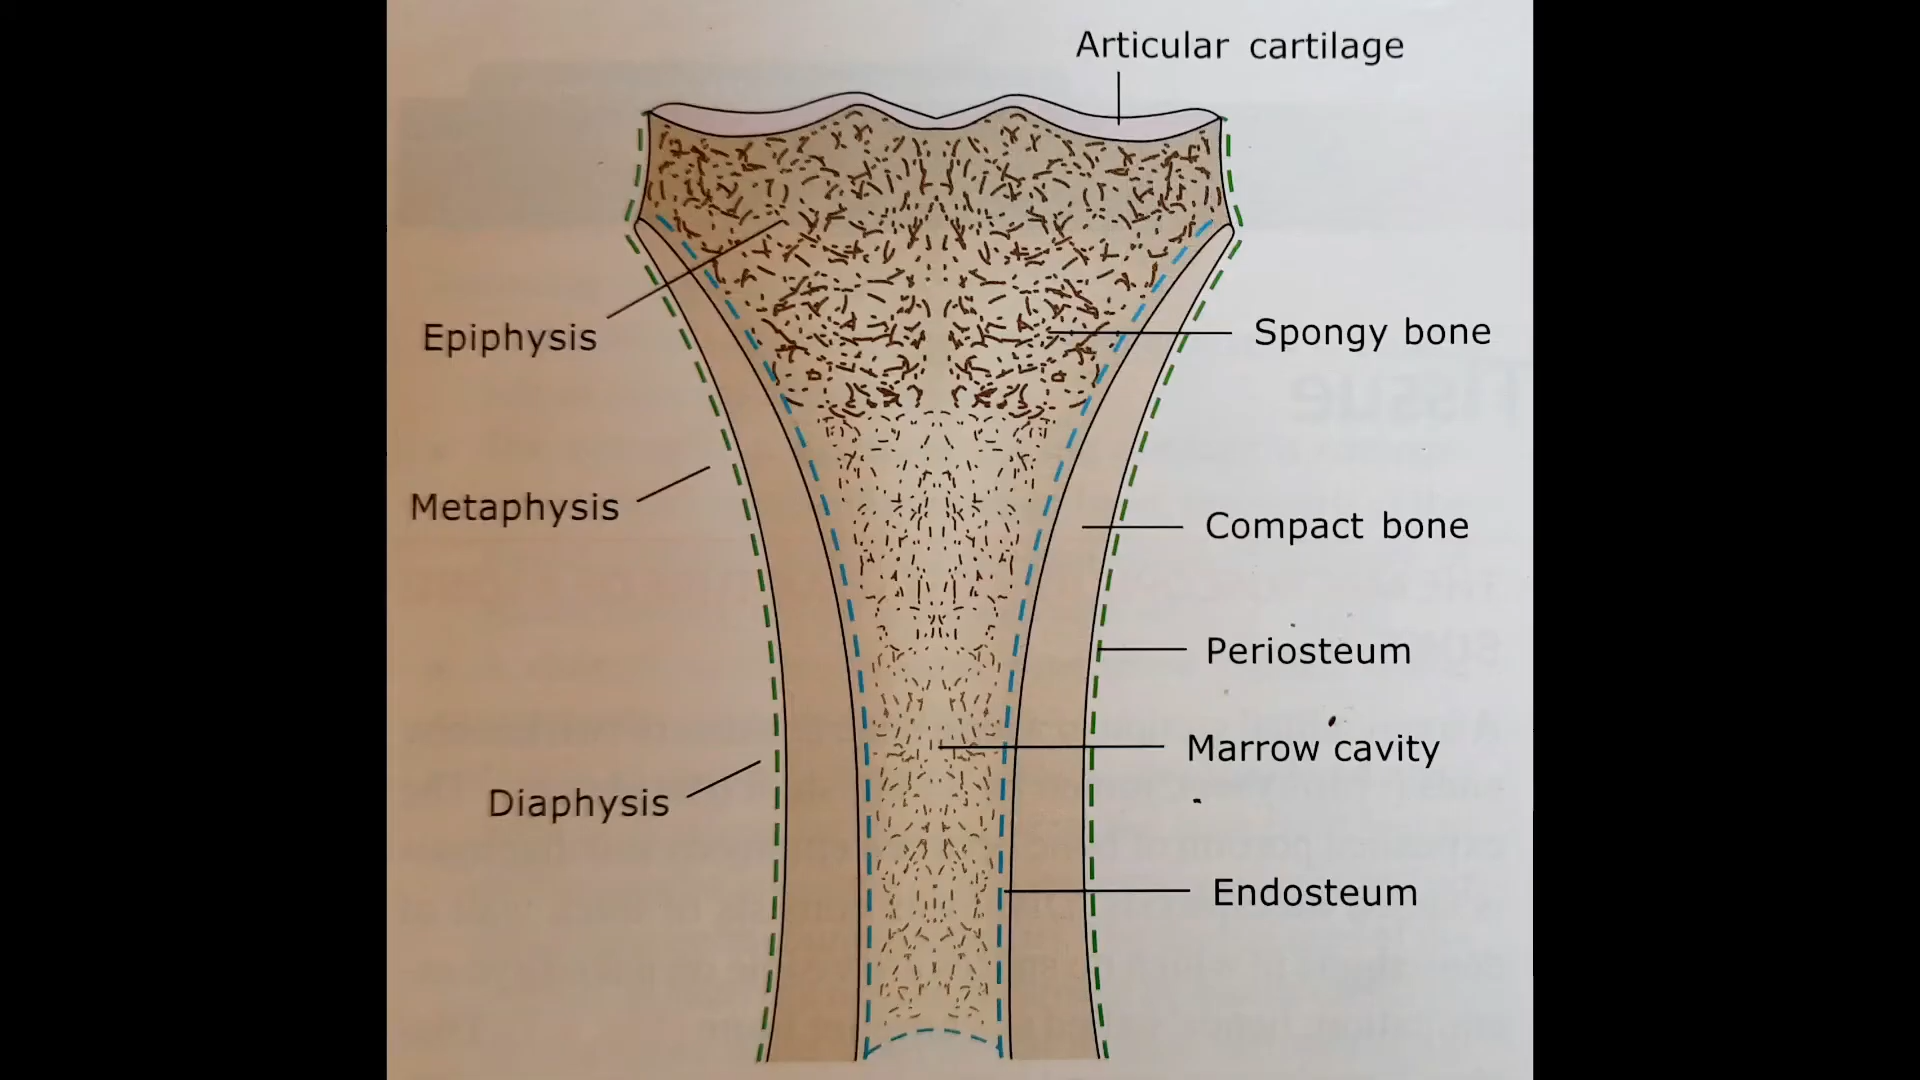 Articular cartilage
Epiphysis
Spongy bone
Metaphysis
Compact bone
Periosteum
Marrow cavity
Diaphysis
Endosteum